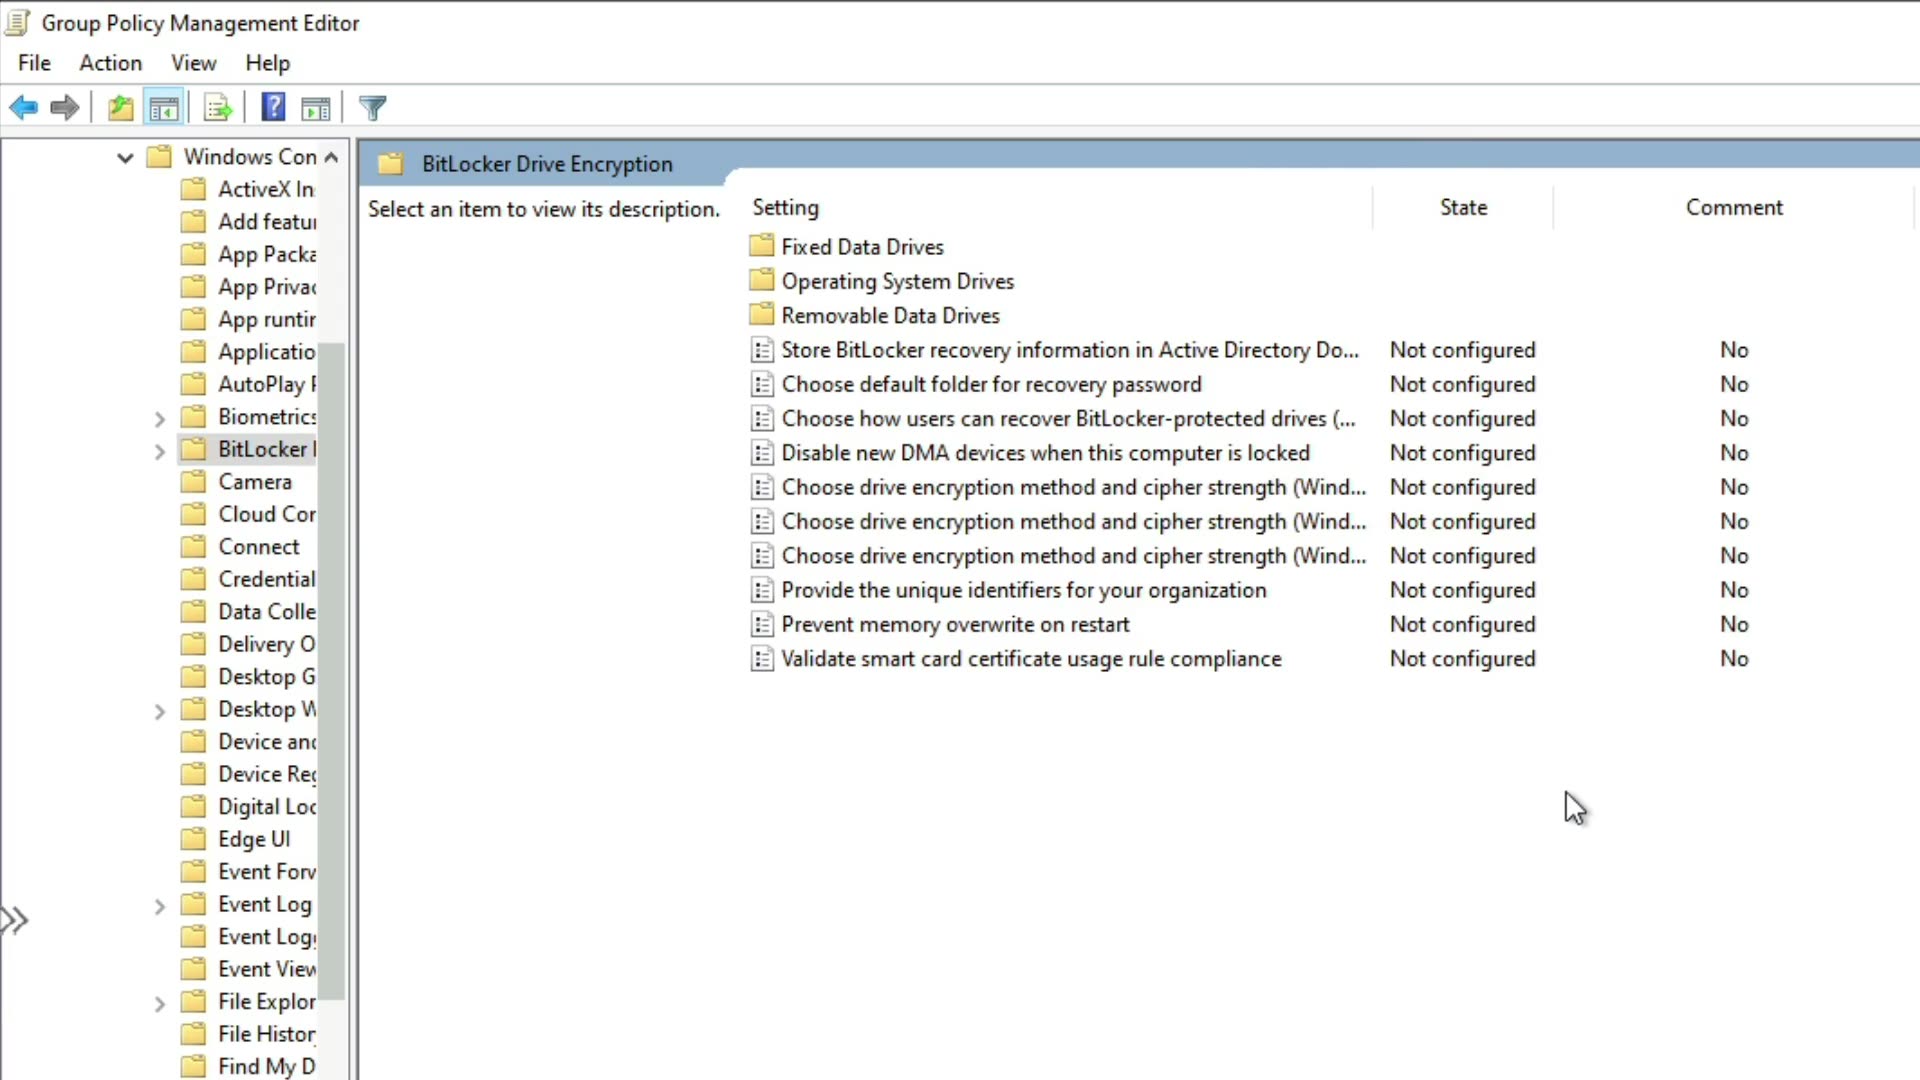 Group Policy Management Editor
File Action View Help
Windows Con
ActiveX In
Add featur
App Packa
App Privac
App runtir
Applicatio
AutoPlay P
Biometrics
BitLocker
Camera
Cloud Con
Connect
Credential
Data Colle
Delivery O
Desktop G
Desktop W
Device and
Device Reg
Digital Loc
Edge UI
Event Forw
Event Log
Event Logg
Event View
File Explor
File Histor
Find My D
BitLocker Drive Encryption
Select an item to view its description.
Setting State Comment
Fixed Data Drives
Operating System Drives
Removable Data Drives
Store BitLocker recovery information in Active Directory Do... Not configured No
Choose default folder for recovery password Not configured No
Choose how users can recover BitLocker-protected drives (... Not configured No
Disable new DMA devices when this computer is locked Not configured No
Choose drive encryption method and cipher strength (Wind... Not configured No
Choose drive encryption method and cipher strength (Wind... Not configured No
Choose drive encryption method and cipher strength (Wind... Not configured No
Provide the unique identifiers for your organization Not configured No
Prevent memory overwrite on restart Not configured No
Validate smart card certificate usage rule compliance Not configured No